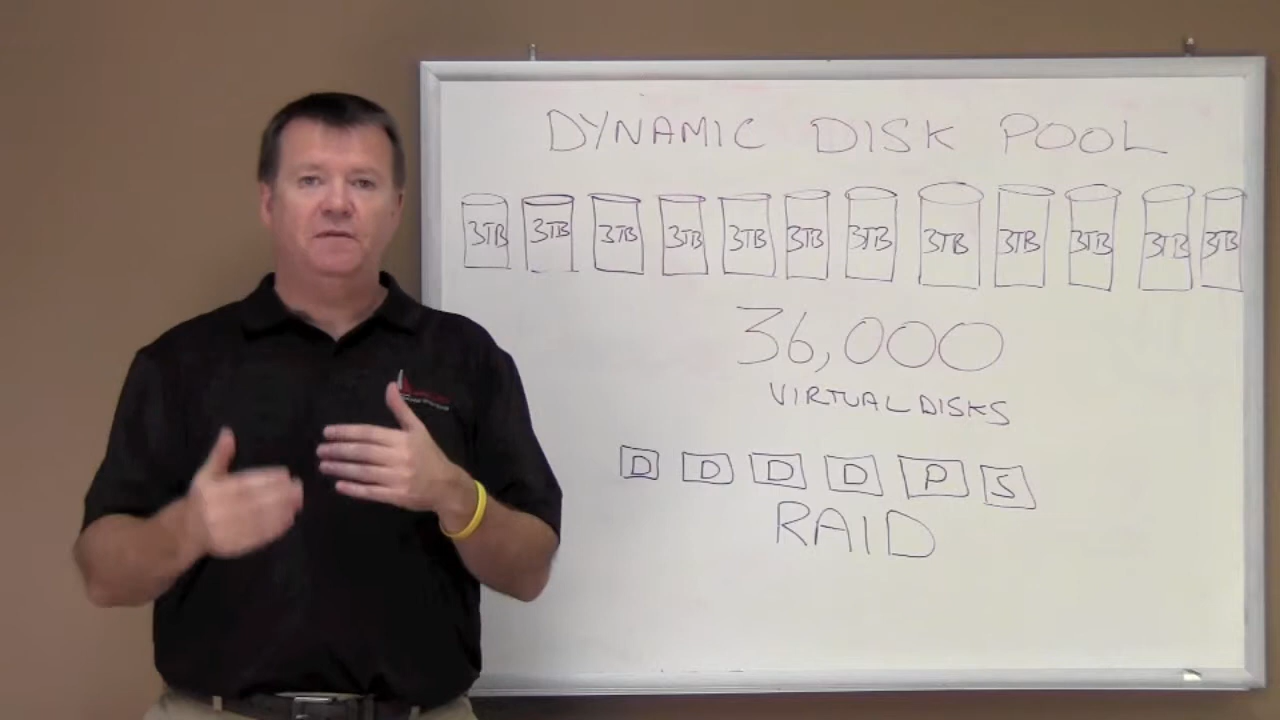 DYNAMIC DISK POOL
3TB 3TB 3TB 3TB 3TB 3TB 3TB 3TB 3TB 3TB 3TB 3TB
36,000
VIRTUAL DISKS
D D D D P S
RAID